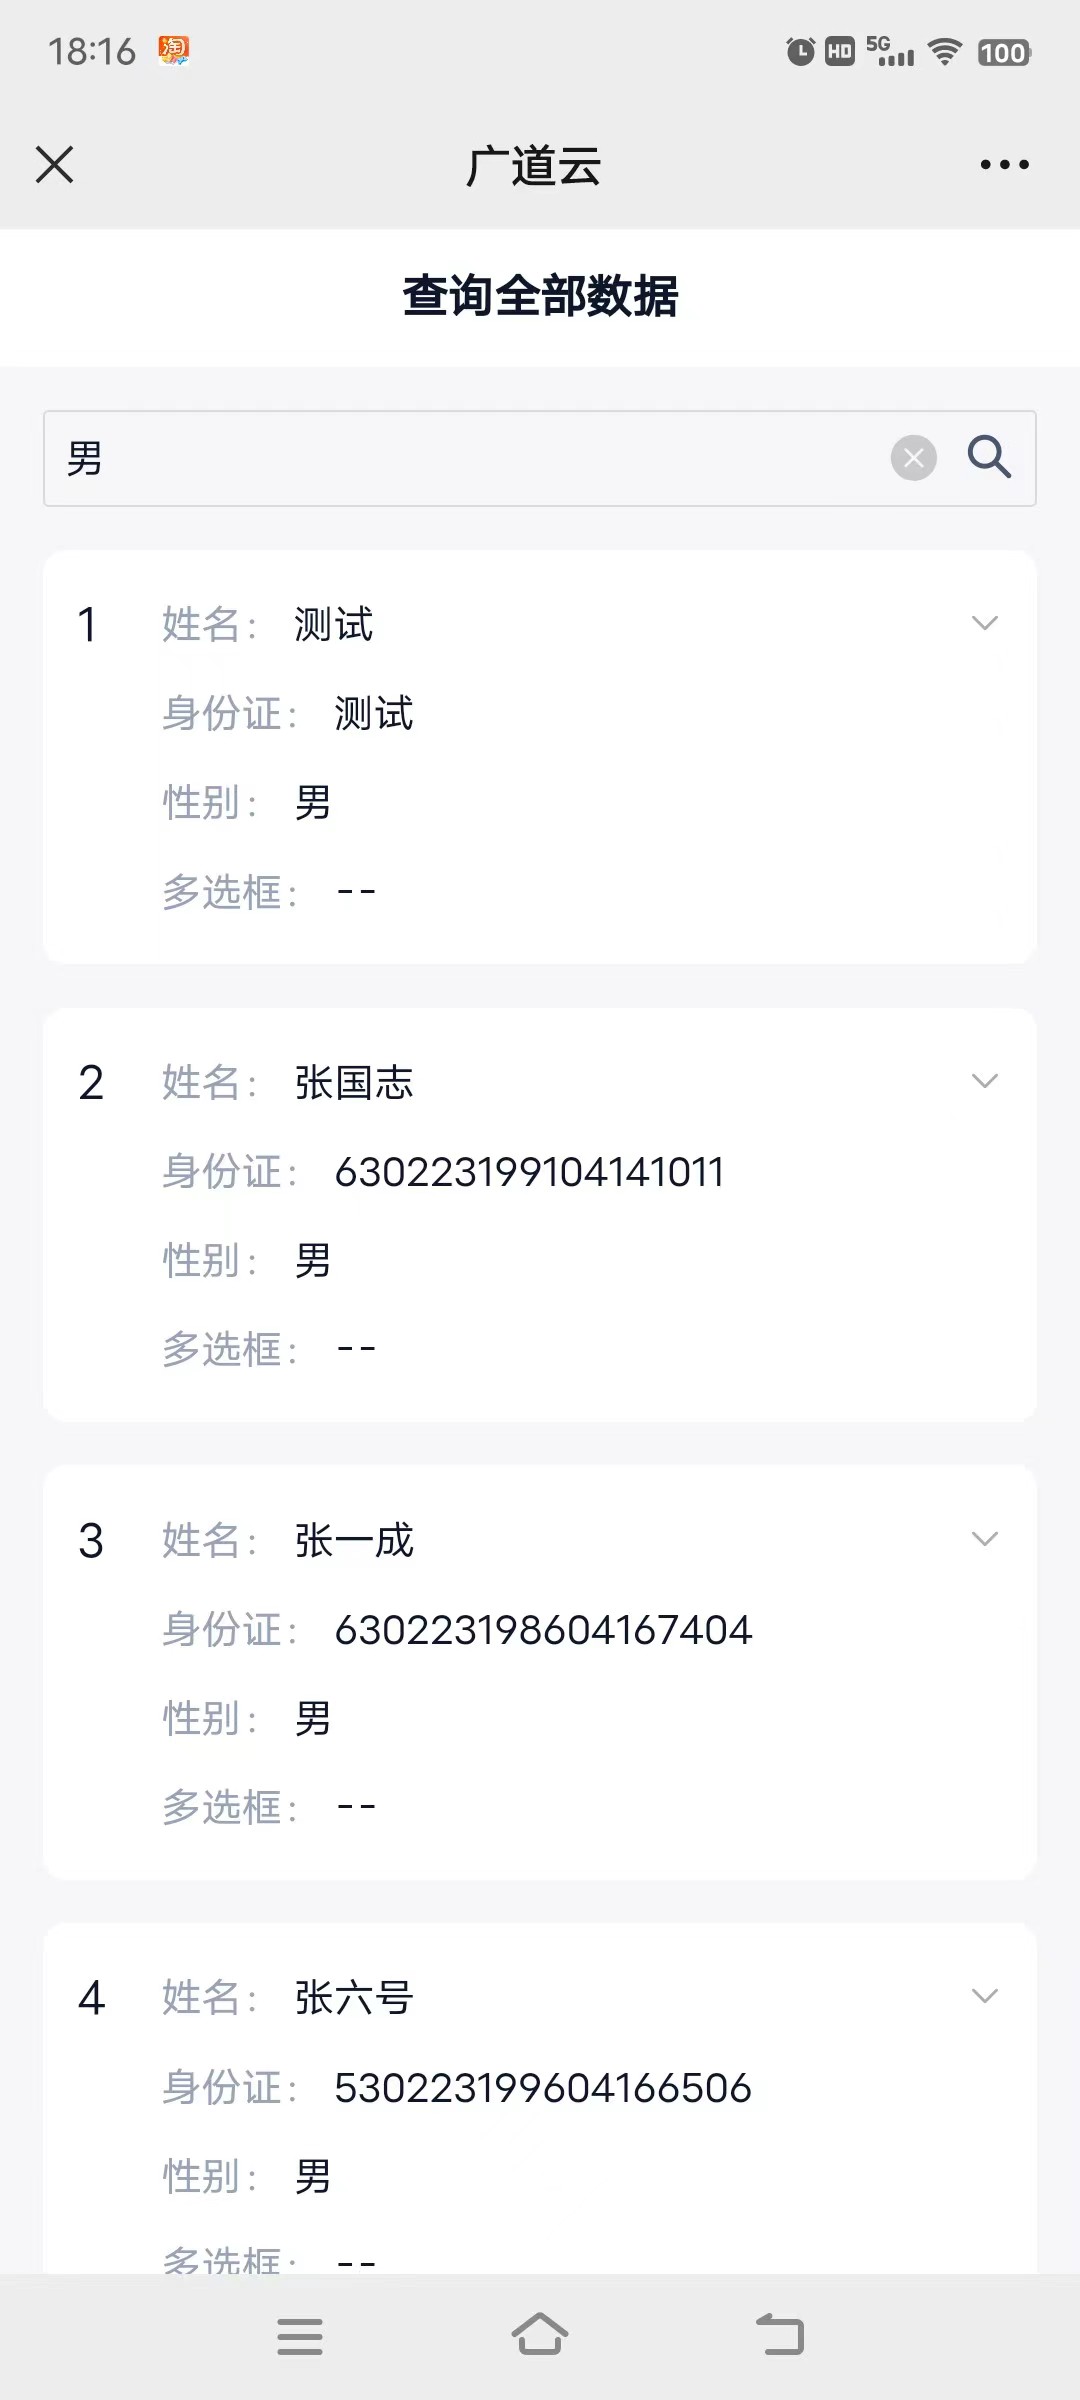 18:16 淘 HD 5G 100
广道云
查询全部数据
男
1 姓名： 测试
身份证： 测试
性别： 男
多选框： --
2 姓名： 张国志
身份证： 630223199104141011
性别： 男
多选框： --
3 姓名： 张一成
身份证： 630223198604167404
性别： 男
多选框： --
4 姓名： 张六号
身份证： 530223199604166506
性别： 男
多选框： --